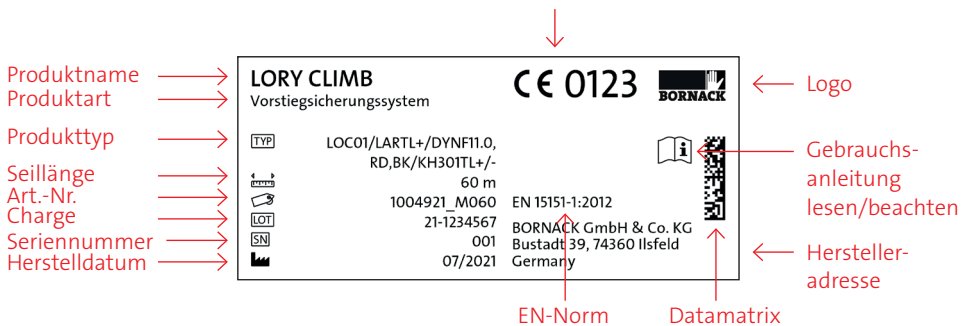 Produktname
Produktart
Produkttyp
Seillänge
Art.-Nr.
Charge
Seriennummer
Herstelldatum
LORY CLIMB
Vorstiegsicherungssystem
CE 0123
BORNACK
TYP
LOC01/LARTL+/DYNF11.0,
RD,BK/KH301TL+/-
60 m
1004921_M060
LOT
21-1234567
SN
001
07/2021
i
EN 15151-1:2012
BORNACK GmbH & Co. KG
Bustadt 39, 74360 Ilsfeld
Germany
Logo
Gebrauchs-
anleitung
lesen/beachten
Hersteller-
adresse
EN-Norm
Datamatrix